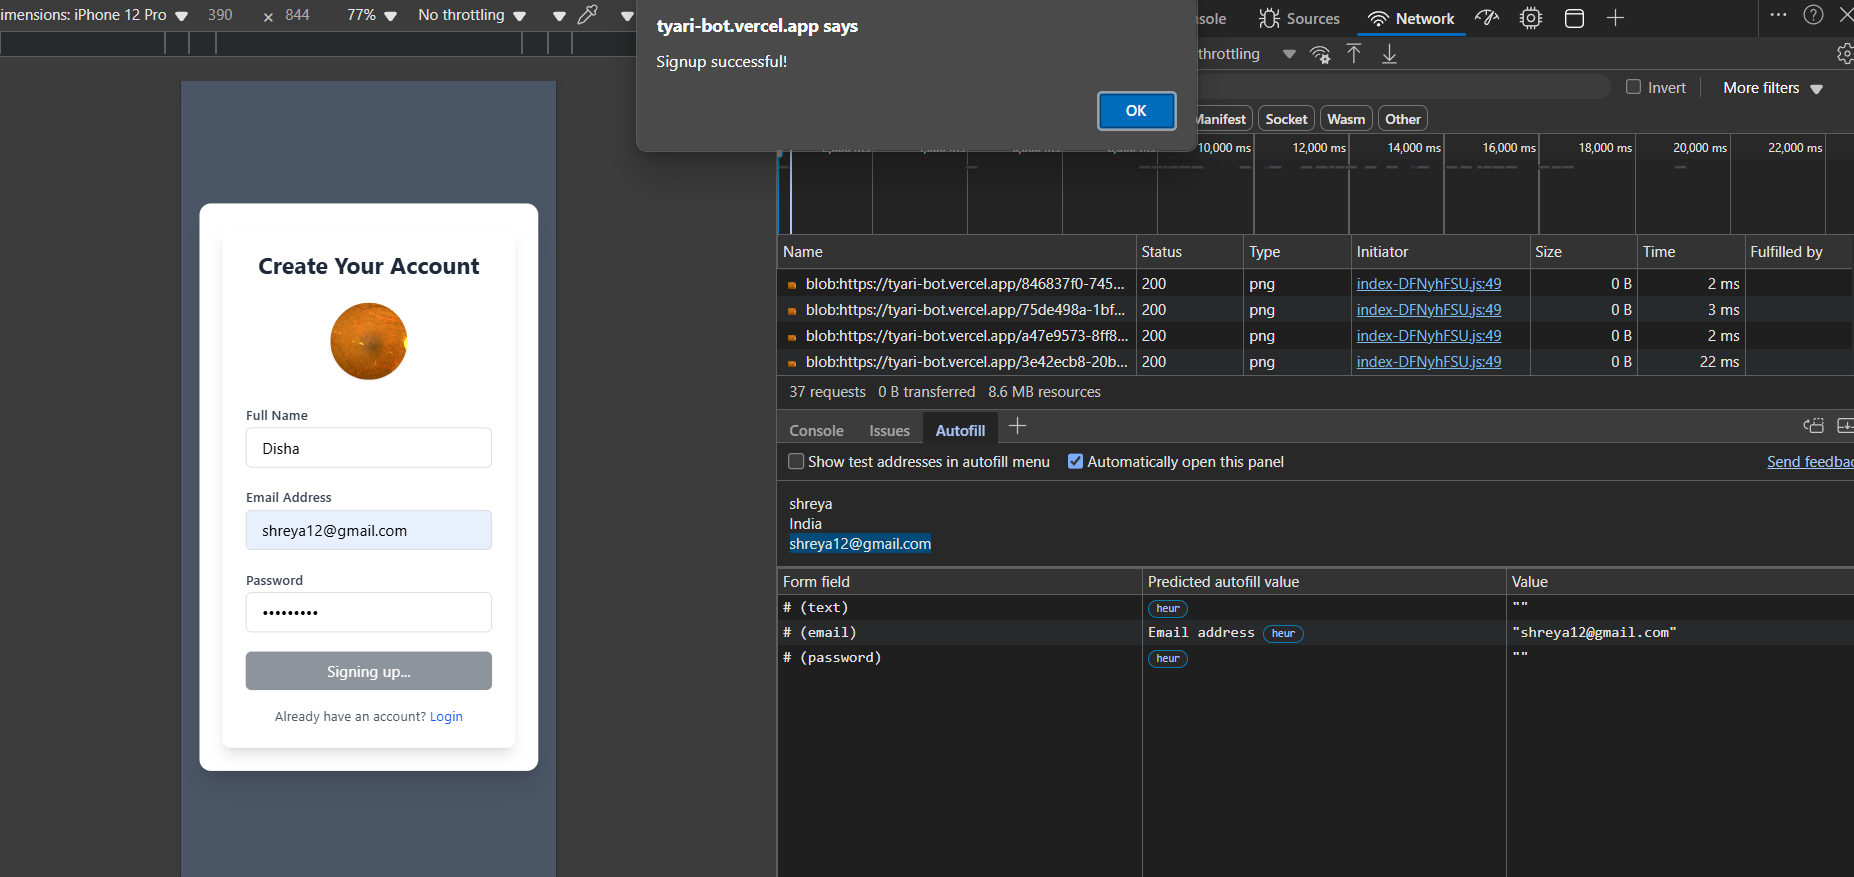 imensions: iPhone 12 Pro 390 × 844 77% No throttling
tyari-bot.vercel.app says
Signup successful!
OK
Sources Network
throttling
Invert More filters
Manifest Socket Wasm Other
10,000 ms 12,000 ms 14,000 ms 16,000 ms 18,000 ms 20,000 ms 22,000 ms
Name Status Type Initiator Size Time Fulfilled by
blob:https://tyari-bot.vercel.app/846837f0-745... 200 png index-DFNyhFSU.js:49 0 B 2 ms
blob:https://tyari-bot.vercel.app/75de498a-1bf... 200 png index-DFNyhFSU.js:49 0 B 3 ms
blob:https://tyari-bot.vercel.app/a47e9573-8ff8... 200 png index-DFNyhFSU.js:49 0 B 2 ms
blob:https://tyari-bot.vercel.app/3e42ecb8-20b... 200 png index-DFNyhFSU.js:49 0 B 22 ms
37 requests 0 B transferred 8.6 MB resources
Console Issues Autofill
Show test addresses in autofill menu Automatically open this panel Send feedbac
shreya
India
shreya12@gmail.com
Form field Predicted autofill value Value
# (text) heur ""
# (email) Email address heur "shreya12@gmail.com"
# (password) heur ""
Create Your Account
Full Name
Disha
Email Address
shreya12@gmail.com
Password
•••••••••
Signing up...
Already have an account? Login